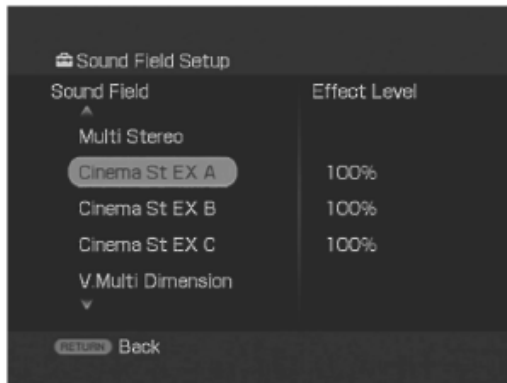 Sound Field Setup
Sound Field Effect Level
Multi Stereo
Cinema St EX A 100%
Cinema St EX B 100%
Cinema St EX C 100%
V.Multi Dimension
RETURN Back